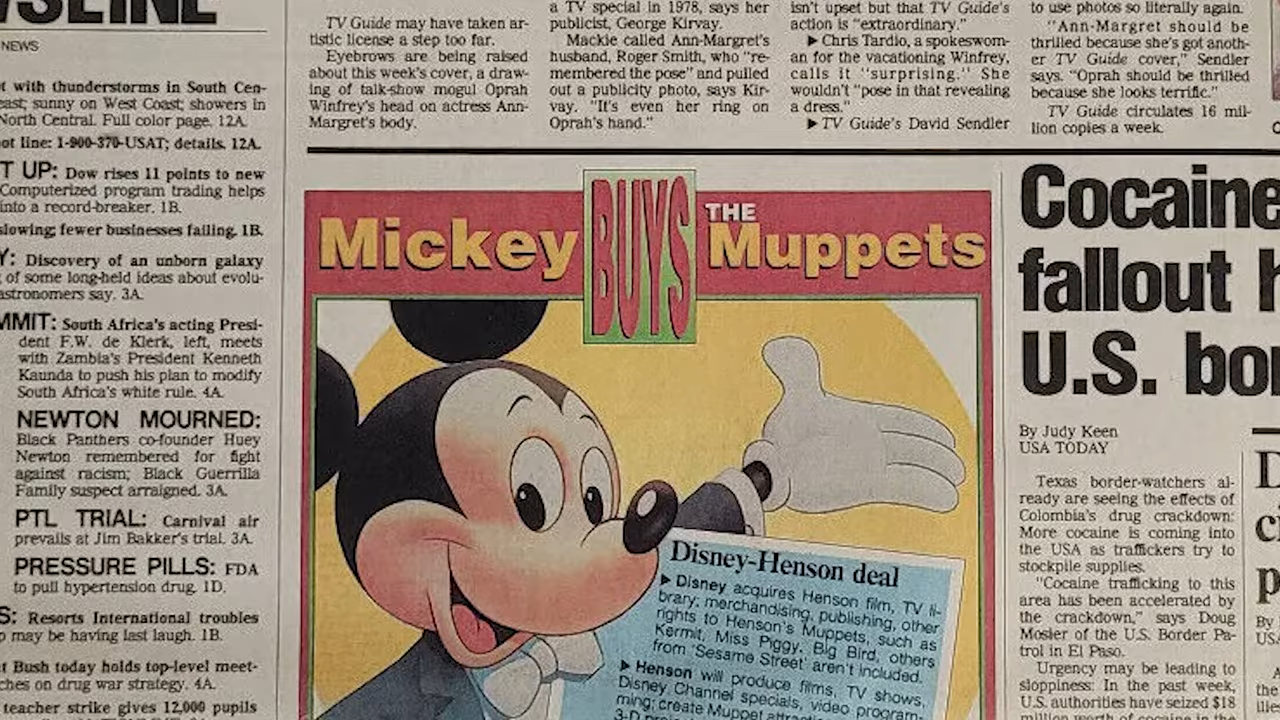 NEWS
t with thunderstorms in South Cen-
east; sunny on West Coast; showers in
North Central. Full color page. 12A.
ot line: 1-900-370-USAT; details. 12A.
T UP: Dow rises 11 points to new
Computerized program trading helps
into a record-breaker. 1B.
slowing; fewer businesses failing. 1B.
Y: Discovery of an unborn galaxy
of some long-held ideas about evolu-
astronomers say. 3A.
MMIT: South Africa's acting Presi-
dent F.W. de Klerk, left, meets
with Zambia's President Kenneth
Kaunda to push his plan to modify
South Africa's white rule. 4A.
NEWTON MOURNED:
Black Panthers co-founder Huey
Newton remembered for fight
against racism; Black Guerrilla
Family suspect arraigned. 3A.
PTL TRIAL: Carnival air
prevails at Jim Bakker's trial. 3A.
PRESSURE PILLS: FDA
to pull hypertension drug. 1D.
S: Resorts International troubles
p may be having last laugh. 1B.
t Bush today holds top-level meet-
ches on drug war strategy. 4A.
teacher strike gives 12,000 pupils
TV Guide may have taken ar-
tistic license a step too far.
Eyebrows are being raised
about this week's cover, a draw-
ing of talk-show mogul Oprah
Winfrey's head on actress Ann-
Margret's body.
a TV special in 1978, says her
publicist, George Kirvay.
Mackie called Ann-Margret's
husband, Roger Smith, who "re-
membered the pose" and pulled
out a publicity photo, says Kir-
vay. "It's even her ring on
Oprah's hand."
isn't upset but that TV Guide's
action is "extraordinary."
▶ Chris Tardio, a spokeswom-
an for the vacationing Winfrey,
calls it "surprising." She
wouldn't "pose in that revealing
a dress."
▶ TV Guide's David Sendler
to use photos so literally again.
"Ann-Margret should be
thrilled because she's got anoth-
er TV Guide cover," Sendler
says. "Oprah should be thrilled
because she looks terrific."
TV Guide circulates 16 mil-
lion copies a week.
Mickey BUYS THE Muppets
Disney-Henson deal
▶ Disney acquires Henson film, TV li-
brary; merchandising, publishing, other
rights to Henson's Muppets, such as
Kermit, Miss Piggy. Big Bird, others
from 'Sesame Street' aren't included.
▶ Henson will produce films, TV shows,
Disney Channel specials, video program-
ming; create Muppet
Cocaine
fallout h
U.S. bor
By Judy Keen
USA TODAY
Texas border-watchers al-
ready are seeing the effects of
Colombia's drug crackdown:
More cocaine is coming into
the USA as traffickers try to
stockpile supplies.
"Cocaine trafficking to this
area has been accelerated by
the crackdown," says Doug
Mosier of the U.S. Border Pa-
trol in El Paso.
Urgency may be leading to
sloppiness: In the past week,
U.S. authorities have seized $18
million worth of cocaine
By